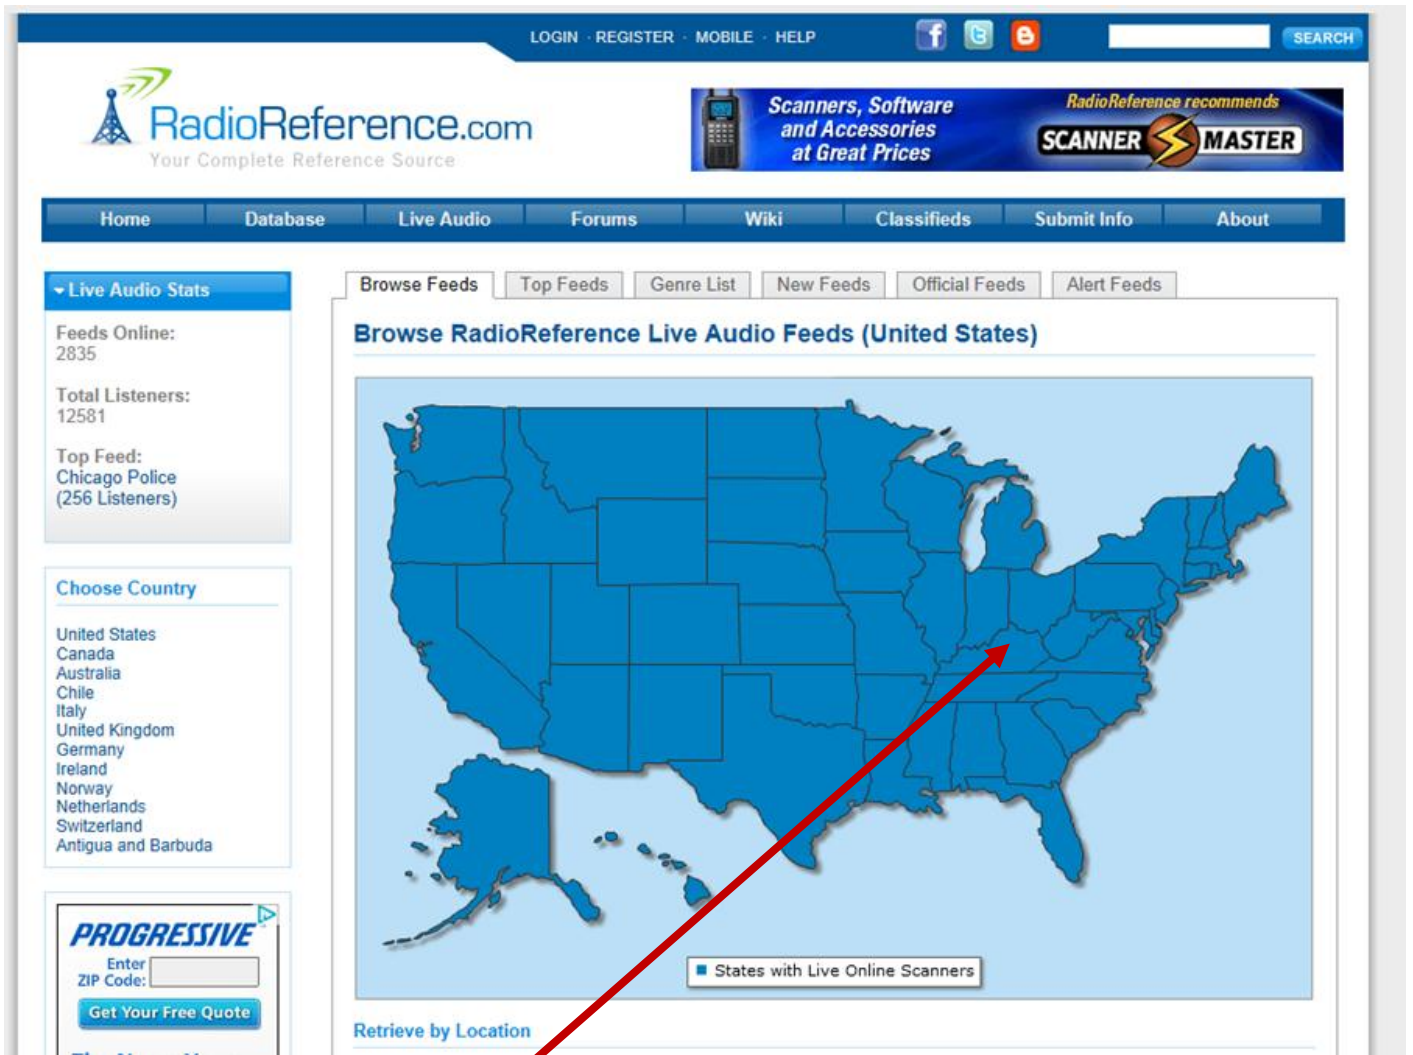 LOGIN · REGISTER · MOBILE · HELP
SEARCH
RadioReference.com
Your Complete Reference Source
Scanners, Software
and Accessories
at Great Prices
RadioReference recommends
SCANNER MASTER
Home Database Live Audio Forums Wiki Classifieds Submit Info About
Live Audio Stats
Feeds Online:
2835
Total Listeners:
12581
Top Feed:
Chicago Police
(256 Listeners)
Choose Country
United States
Canada
Australia
Chile
Italy
United Kingdom
Germany
Ireland
Norway
Netherlands
Switzerland
Antigua and Barbuda
PROGRESSIVE
Enter
ZIP Code:
Get Your Free Quote
Browse Feeds Top Feeds Genre List New Feeds Official Feeds Alert Feeds
Browse RadioReference Live Audio Feeds (United States)
States with Live Online Scanners
Retrieve by Location